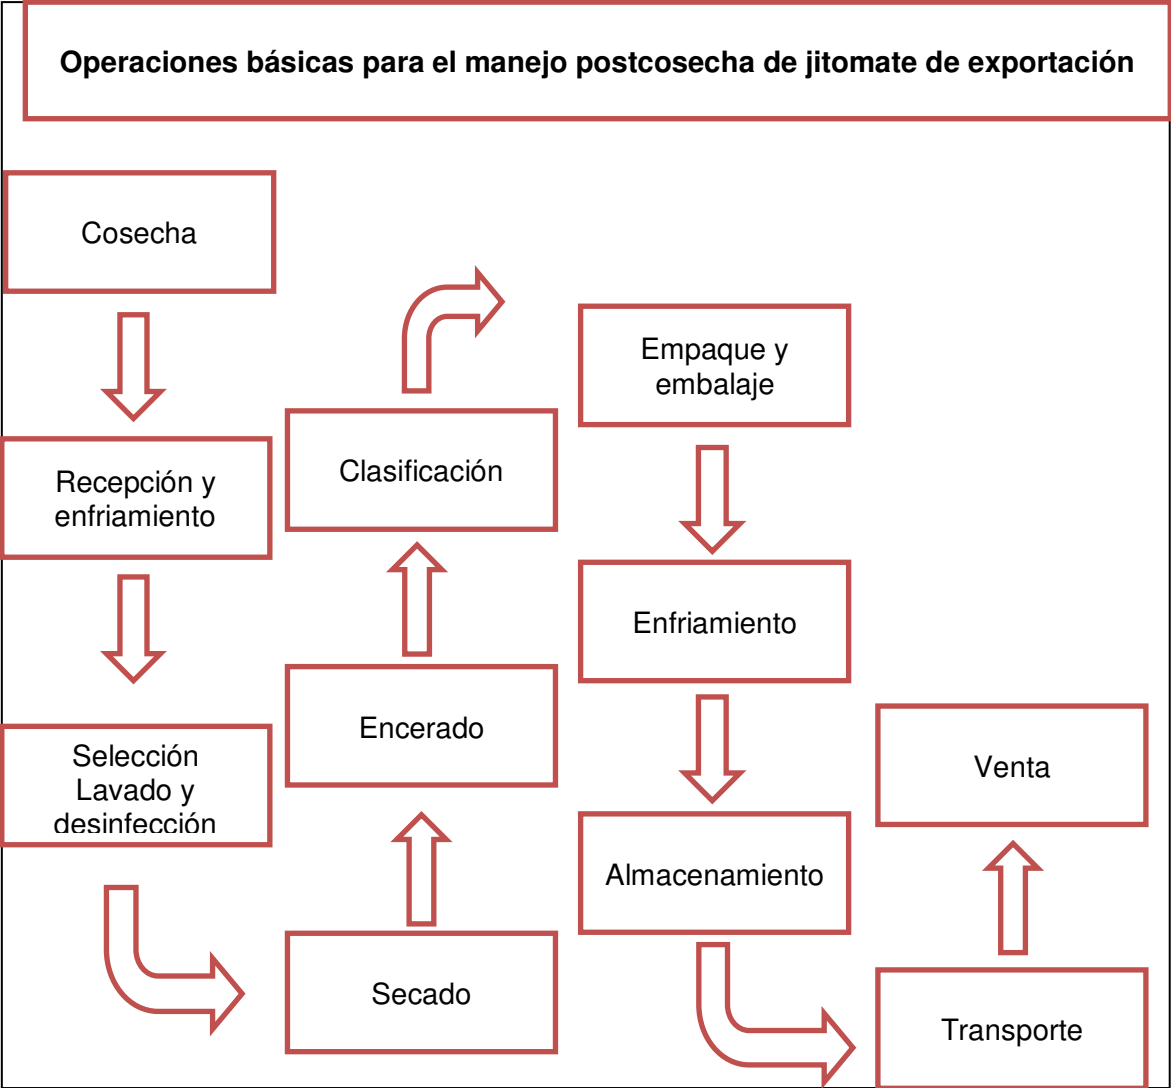 Operaciones básicas para el manejo postcosecha de jitomate de exportación
Cosecha
Recepción y
enfriamiento
Selección
Lavado y
desinfección
Secado
Encerado
Clasificación
Empaque y
embalaje
Enfriamiento
Almacenamiento
Transporte
Venta